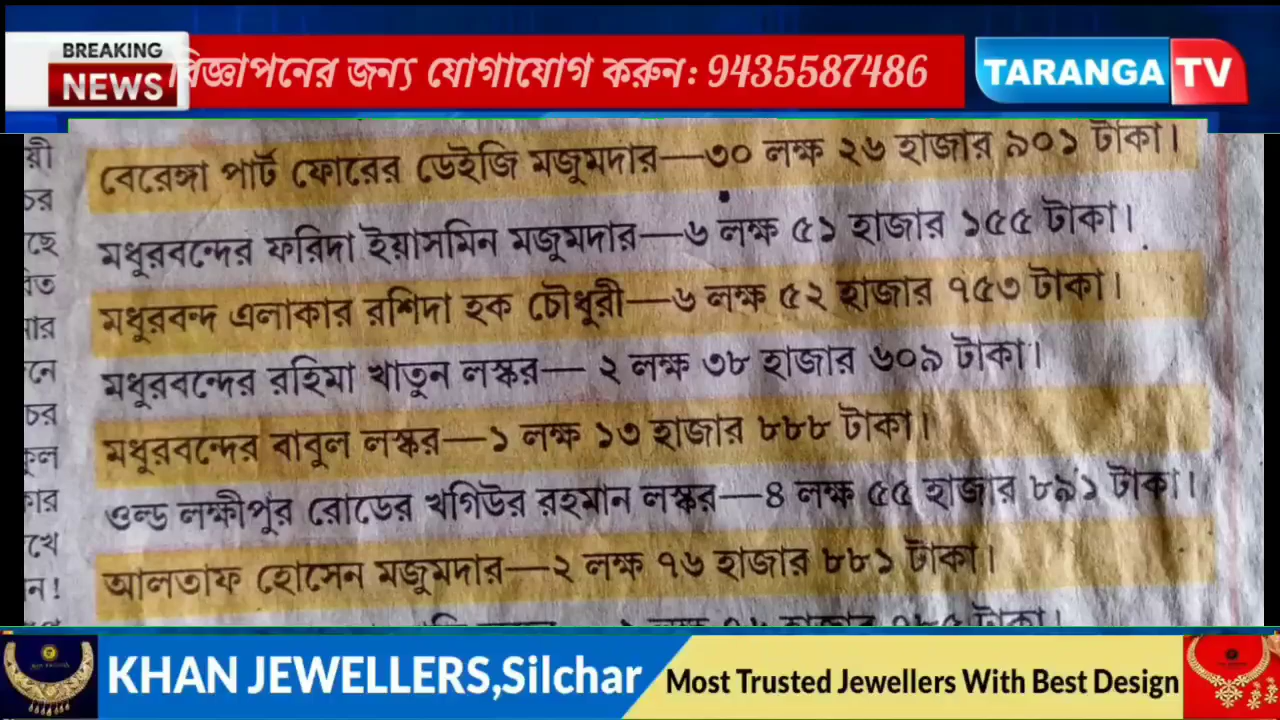 BREAKING
NEWS
বিজ্ঞাপনের জন্য যোগাযোগ করুন: 9435587486
TARANGA TV
বেরেঙ্গা পার্ট ফোরের ডেইজি মজুমদার—৩০ লক্ষ ২৬ হাজার ৯০১ টাকা।
মধুরবন্দের ফরিদা ইয়াসমিন মজুমদার—৬ লক্ষ ৫১ হাজার ১৫৫ টাকা।
মধুরবন্দ এলাকার রশিদা হক চৌধুরী—৬ লক্ষ ৫২ হাজার ৭৫৩ টাকা।
মধুরবন্দের রহিমা খাতুন লস্কর— ২ লক্ষ ৩৮ হাজার ৬০৯ টাকা।
মধুরবন্দের বাবুল লস্কর—১ লক্ষ ১৩ হাজার ৮৮৮ টাকা।
ওল্ড লক্ষীপুর রোডের খগিউর রহমান লস্কর—৪ লক্ষ ৫৫ হাজার ৮৯১ টাকা।
আলতাফ হোসেন মজুমদার—২ লক্ষ ৭৬ হাজার ৮৮১ টাকা।
KHAN JEWELLERS,Silchar
Most Trusted Jewellers With Best Design